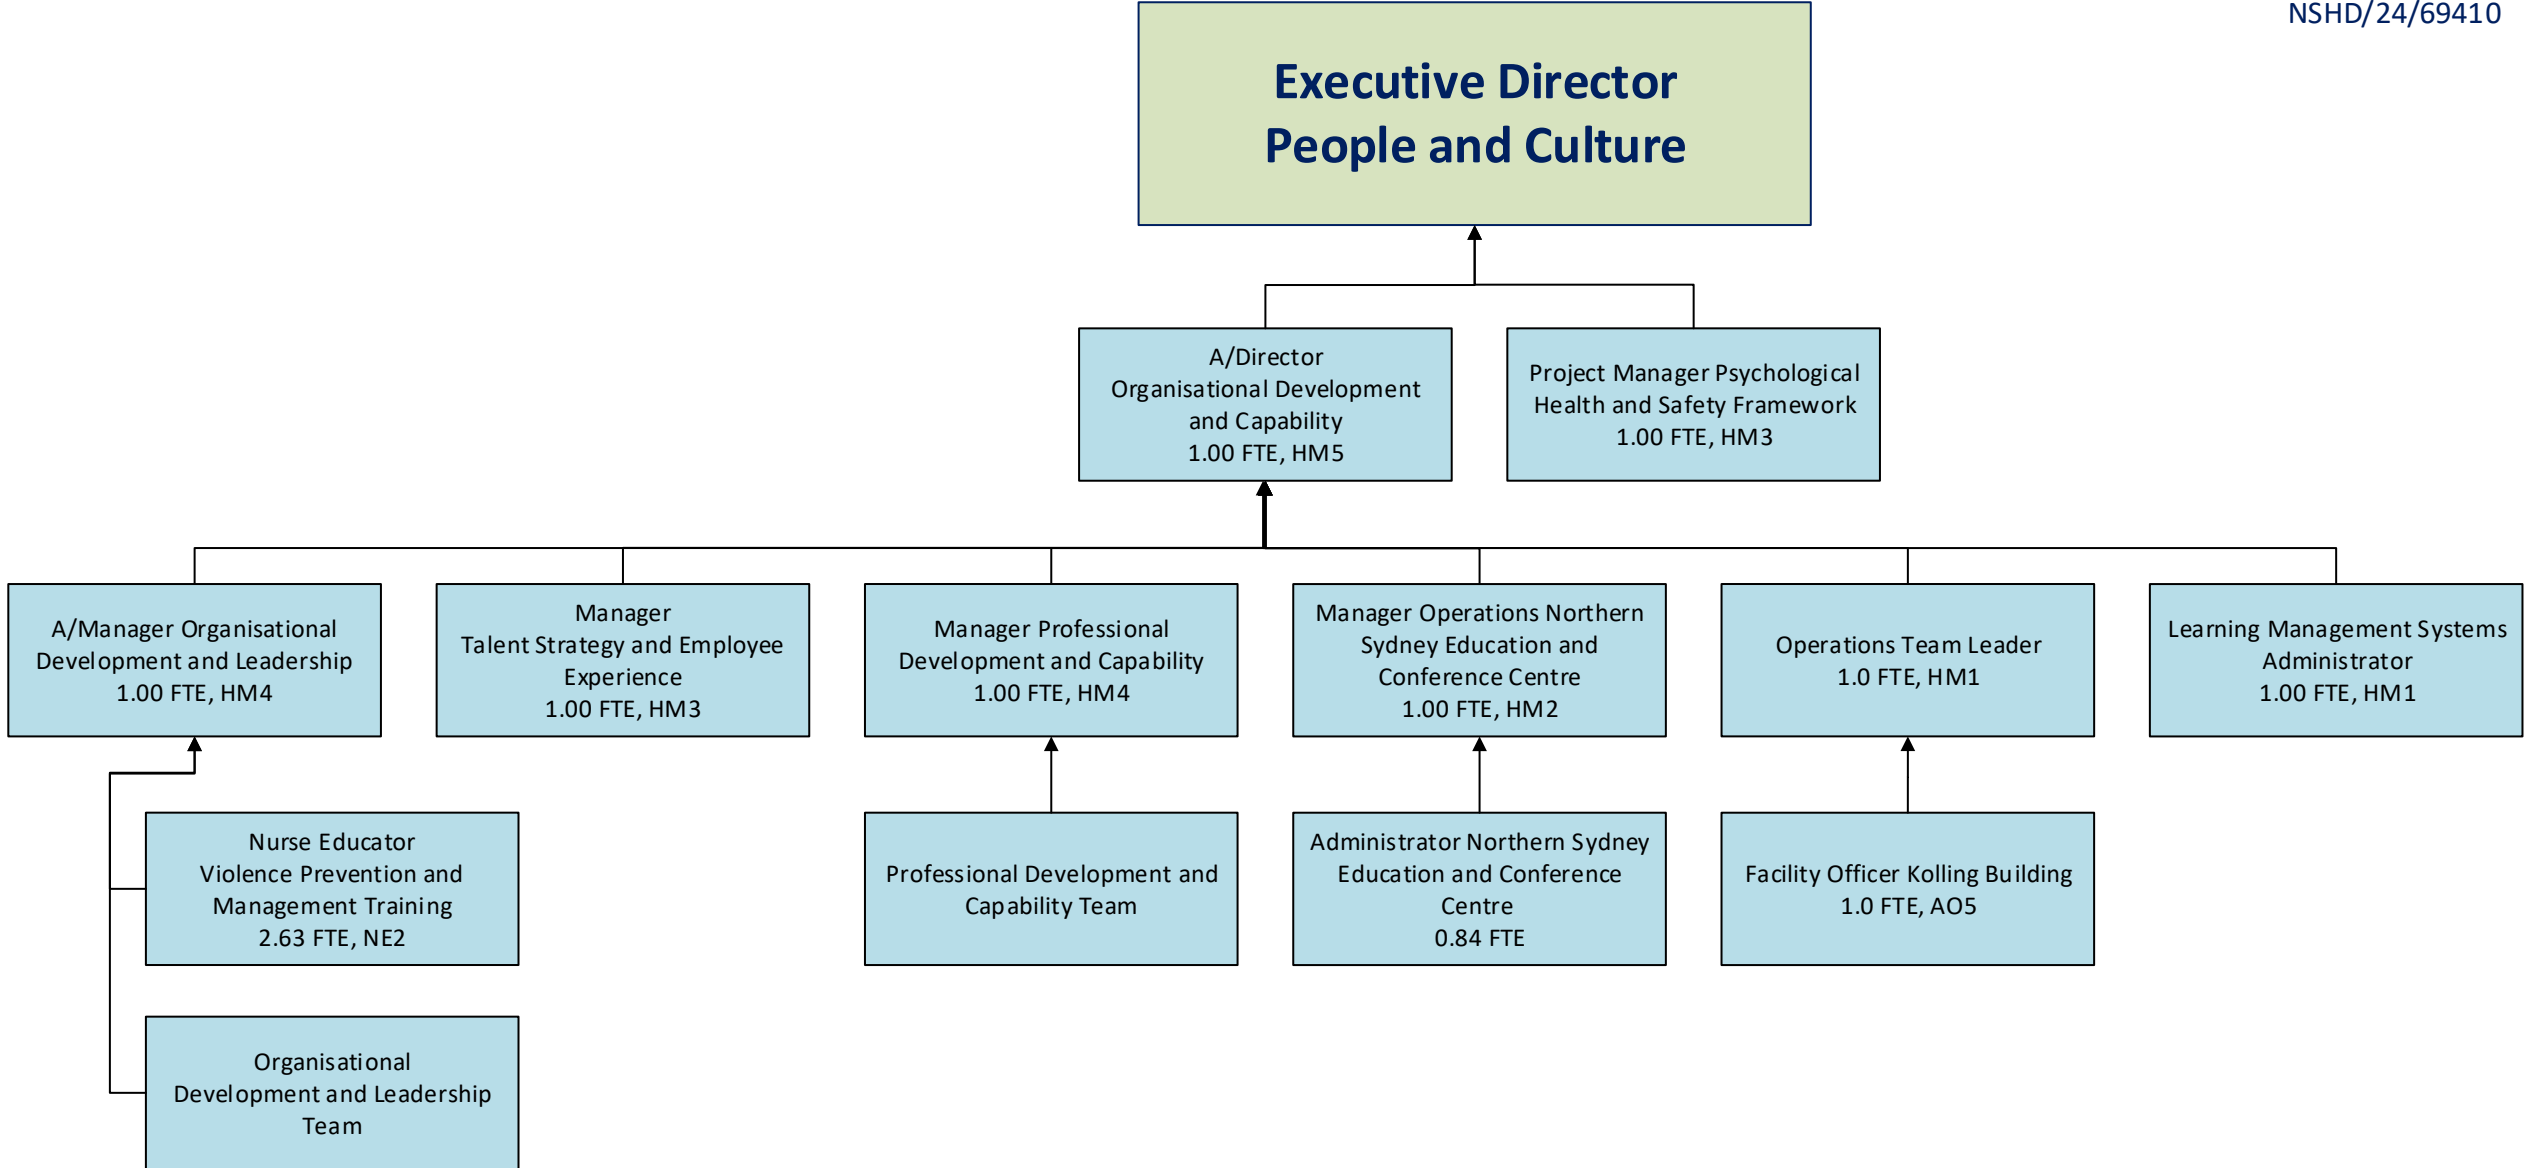 NSHD/24/69410
Executive Director
People and Culture
A/Director
Organisational Development
and Capability
1.00 FTE, HM5
Project Manager Psychological
Health and Safety Framework
1.00 FTE, HM3
A/Manager Organisational
Development and Leadership
1.00 FTE, HM4
Manager
Talent Strategy and Employee
Experience
1.00 FTE, HM3
Manager Professional
Development and Capability
1.00 FTE, HM4
Manager Operations Northern
Sydney Education and
Conference Centre
1.00 FTE, HM2
Operations Team Leader
1.0 FTE, HM1
Learning Management Systems
Administrator
1.00 FTE, HM1
Nurse Educator
Violence Prevention and
Management Training
2.63 FTE, NE2
Professional Development and
Capability Team
Administrator Northern Sydney
Education and Conference
Centre
0.84 FTE
Facility Officer Kolling Building
1.0 FTE, AO5
Organisational
Development and Leadership
Team